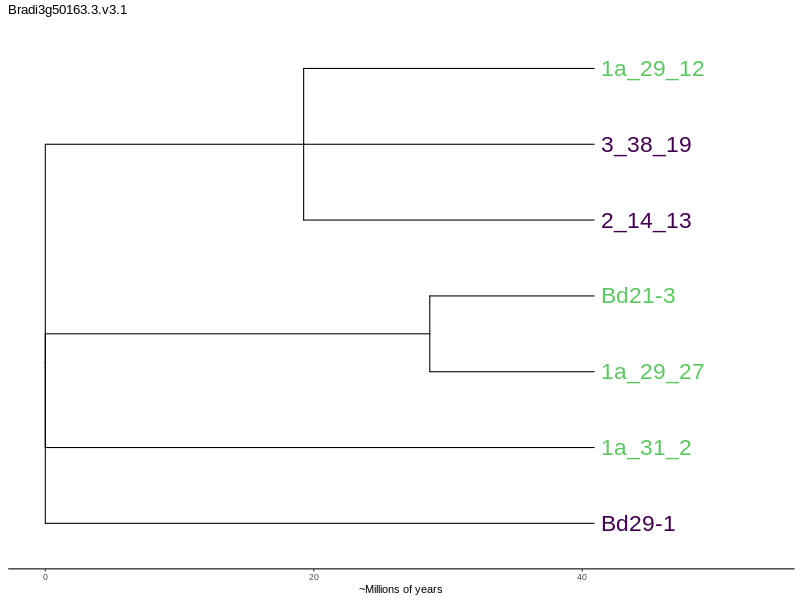 Bradi3g50163.3.v3.1
1a_29_12
3_38_19
2_14_13
Bd21-3
1a_29_27
1a_31_2
Bd29-1
0 20 40
~Millions of years